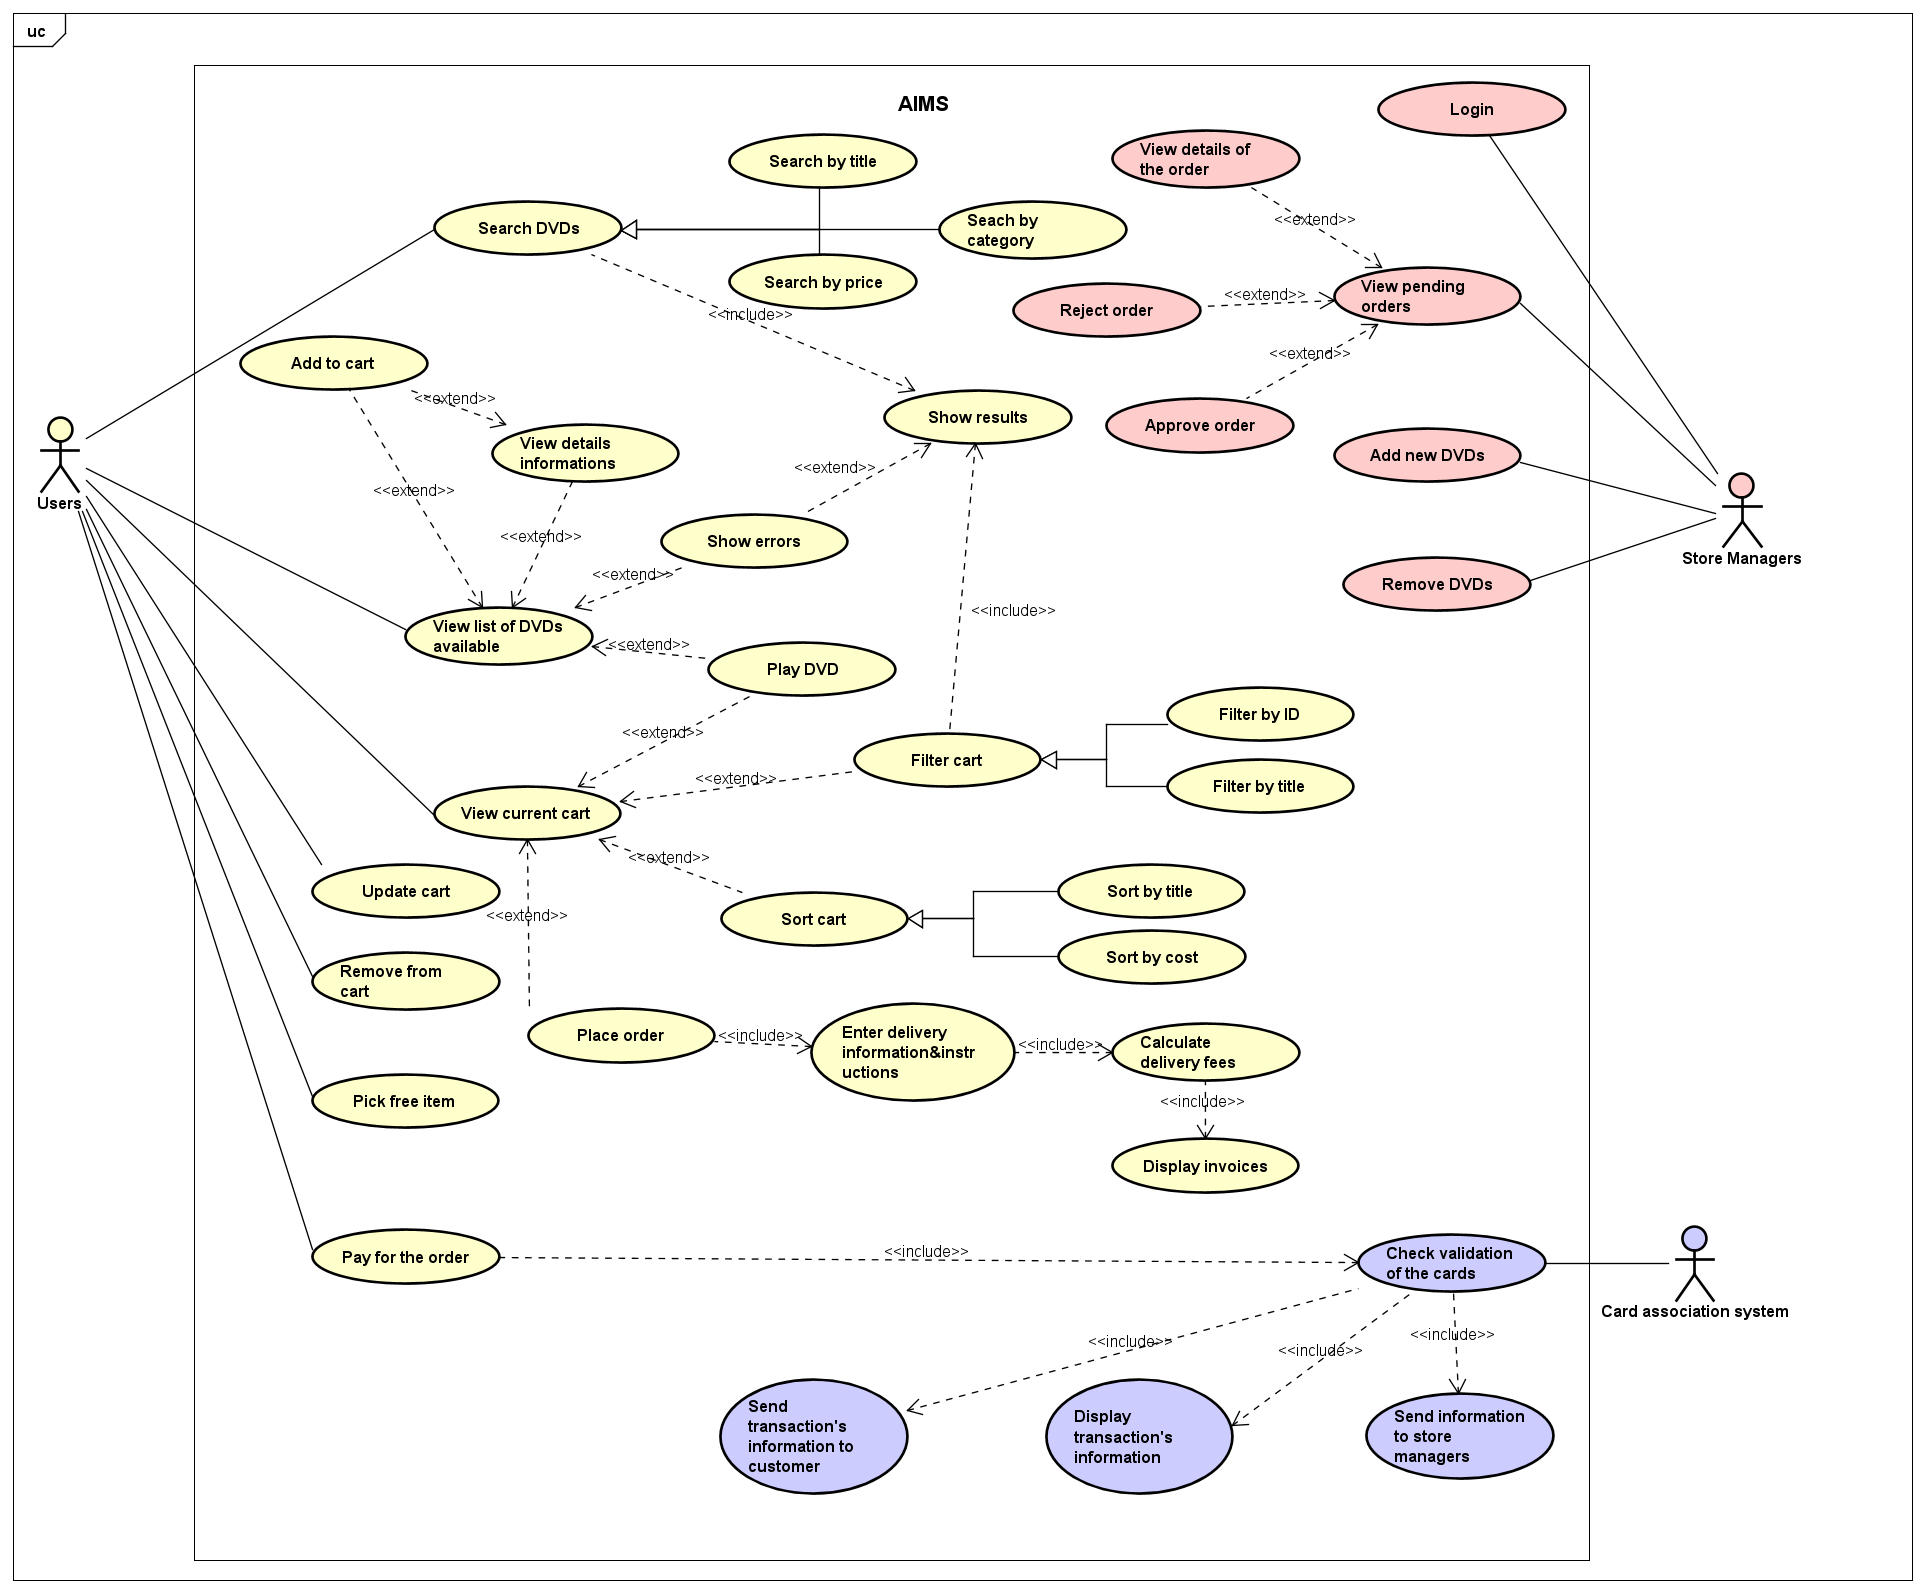 uc
AIMS
Login
View details of
the order
Search by title
<<extend>>
Search DVDs
Seach by
category
Search by price
View pending
orders
<<extend>>
Reject order
<<include>>
<<extend>>
Add to cart
<<extend>>
Show results
Approve order
View details
informations
Add new DVDs
<<extend>>
<<extend>>
Users
<<extend>>
Show errors
Store Managers
<<extend>>
Remove DVDs
<<include>>
View list of DVDs
available
<<extend>>
Play DVD
Filter by ID
<<extend>>
Filter cart
<<extend>>
Filter by title
View current cart
<<extend>>
Update cart
Sort by title
<<extend>>
Sort cart
Sort by cost
Remove from
cart
Place order
<<include>>
Enter delivery
information&instr
uctions
<<include>>
Calculate
delivery fees
Pick free item
<<include>>
Display invoices
Pay for the order
<<include>>
Check validation
of the cards
Card association system
<<include>>
<<include>>
<<include>>
Send
transaction's
information to
customer
Display
transaction's
information
Send information
to store
managers